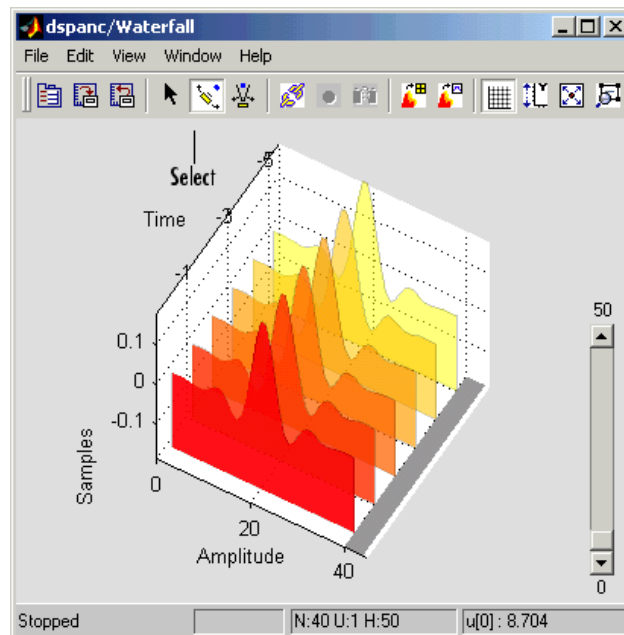 dspanc/Waterfall
File Edit View Window Help
Select
Time
-5
-3
-1
0.1
0
-0.1
Samples
0
20
40
Amplitude
50
0
Stopped
N:40 U:1 H:50
u[0] : 8.704